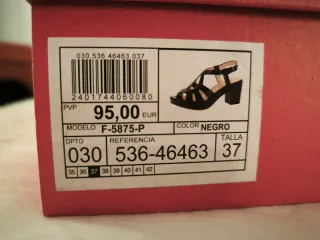 030.536 46463.037
2401744060080
PVP 95,00 EUR
MODELO F-5875-P COLOR NEGRO
DPTO REFERENCIA TALLA
030 536-46463 37
35 36 37 38 39 40 41 42